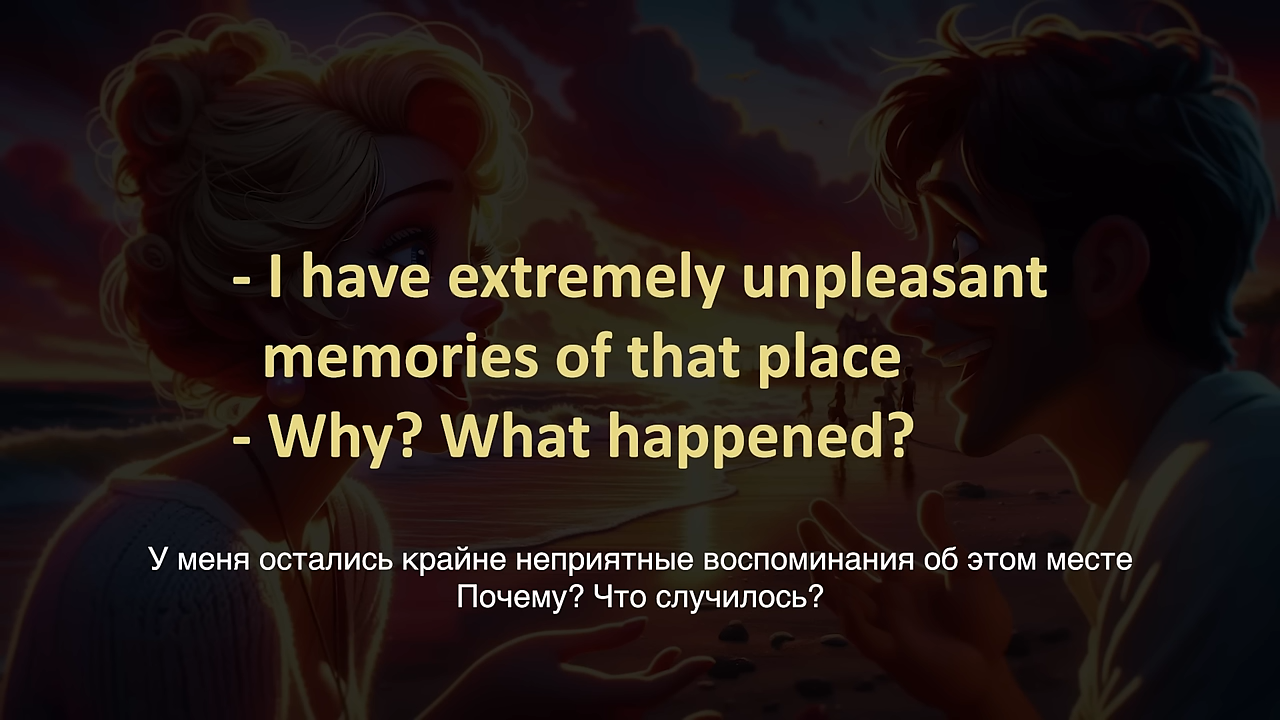 - I have extremely unpleasant
memories of that place
- Why? What happened?
У меня остались крайне неприятные воспоминания об этом месте
Почему? Что случилось?